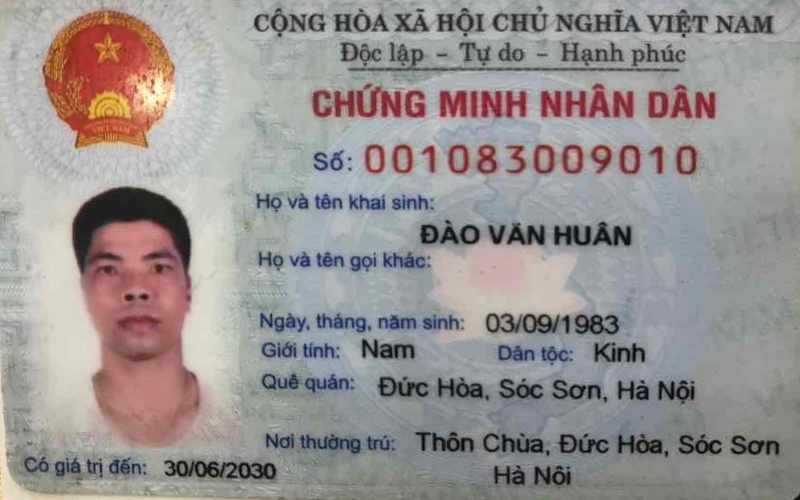 CỘNG HÒA XÃ HỘI CHỦ NGHĨA VIỆT NAM
Độc lập - Tự do - Hạnh phúc
CHỨNG MINH NHÂN DÂN
Số: 001083009010
Họ và tên khai sinh:
ĐÀO VĂN HUÂN
Họ và tên gọi khác:
Ngày, tháng, năm sinh: 03/09/1983
Giới tính: Nam Dân tộc: Kinh
Quê quán: Đức Hòa, Sóc Sơn, Hà Nội
Nơi thường trú: Thôn Chùa, Đức Hòa, Sóc Sơn
Hà Nôi
Có giá trị đến: 30/06/2030
VIỆT NAM